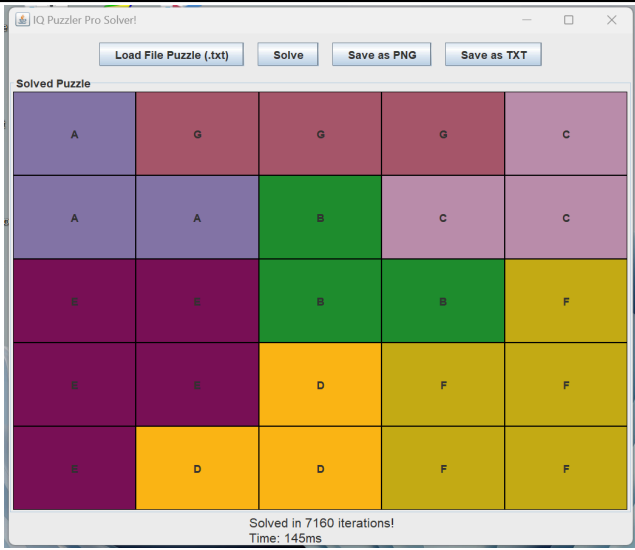 IQ Puzzler Pro Solver!
Load File Puzzle (.txt) Solve Save as PNG Save as TXT
Solved Puzzle
A G G G C
A A B C C
E E B B F
E E D F F
E D D F F
Solved in 7160 iterations!
Time: 145ms